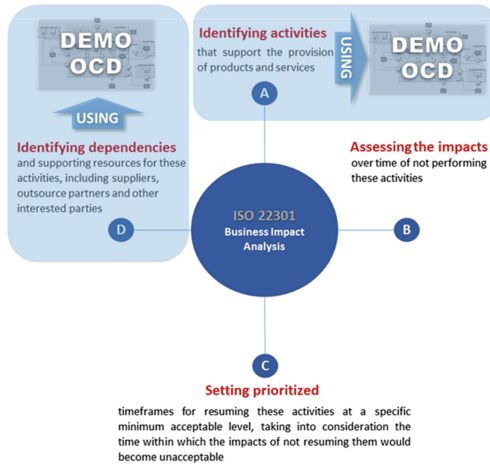 DEMO
OCD
USING
Identifying dependencies
and supporting resources for these
activities, including suppliers,
outsource partners and other
interested parties
D
Identifying activities
that support the provision
of products and services
USING
DEMO
OCD
A
Assessing the impacts
over time of not performing
these activities
B
ISO 22301
Business Impact
Analysis
C
Setting prioritized
timeframes for resuming these activities at a specific
minimum acceptable level, taking into consideration the
time within which the impacts of not resuming them would
become unacceptable